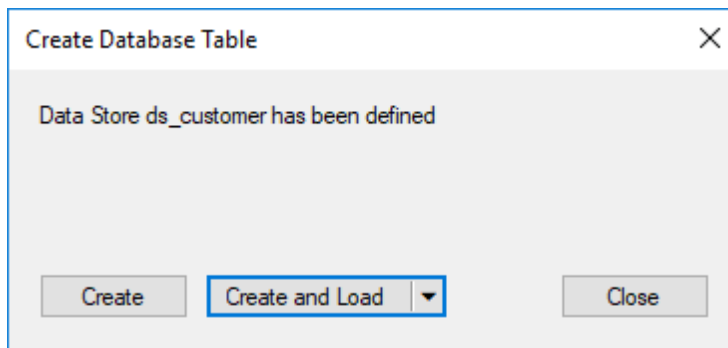 Create Database Table
Data Store ds_customer has been defined
Create
Create and Load
Close